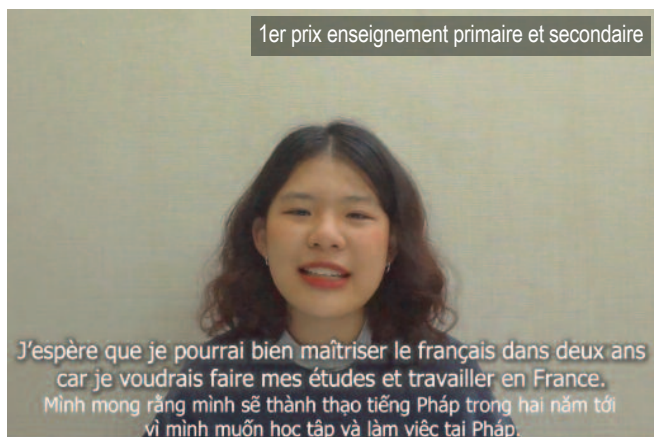 1er prix enseignement primaire et secondaire
J'espère que je pourrai bien maîtriser le français dans deux ans
car je voudrais faire mes études et travailler en France.
Mình mong rằng mình sẽ thành thạo tiếng Pháp trong hai năm tới
vì mình muốn học tập và làm việc tại Pháp.